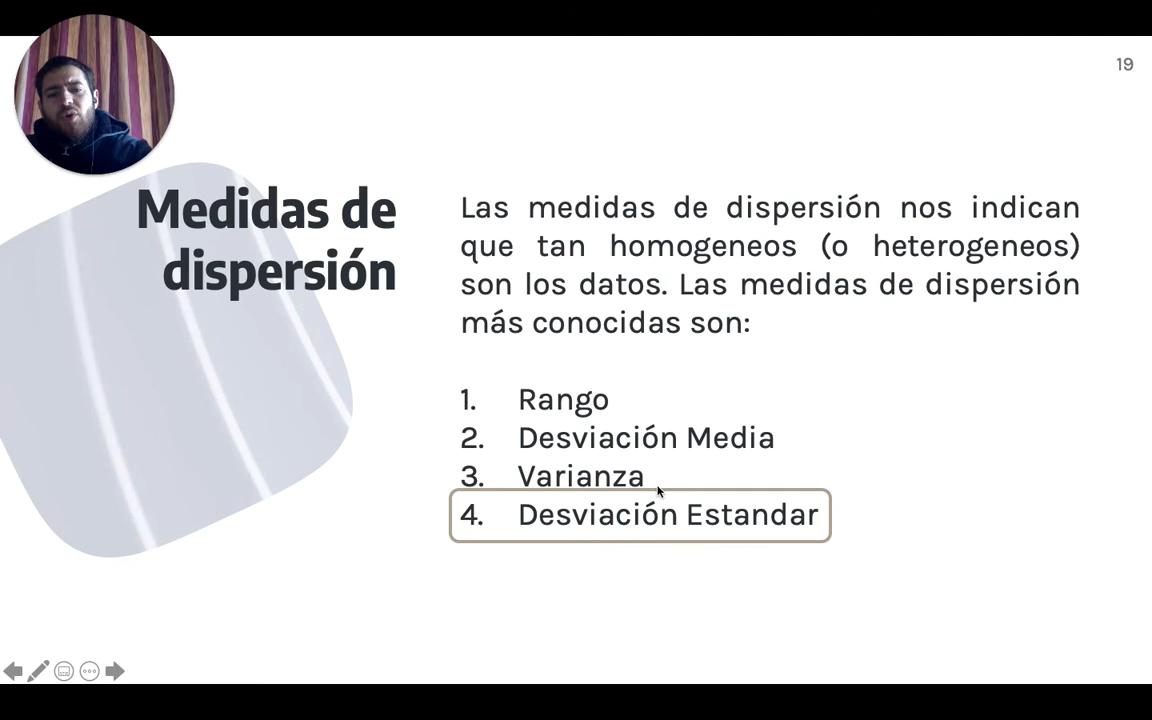 19
Medidas de
dispersión
Las medidas de dispersión nos indican
que tan homogeneos (o heterogeneos)
son los datos. Las medidas de dispersión
más conocidas son:
1. Rango
2. Desviación Media
3. Varianza
4. Desviación Estandar